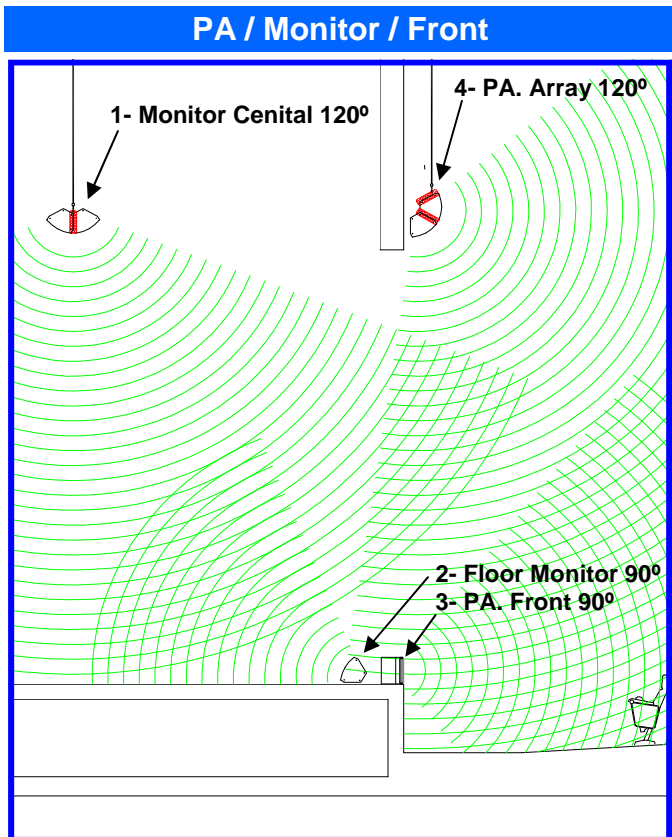 PA / Monitor / Front
4- PA. Array 120º
1- Monitor Cenital 120º
2- Floor Monitor 90º
3- PA. Front 90º